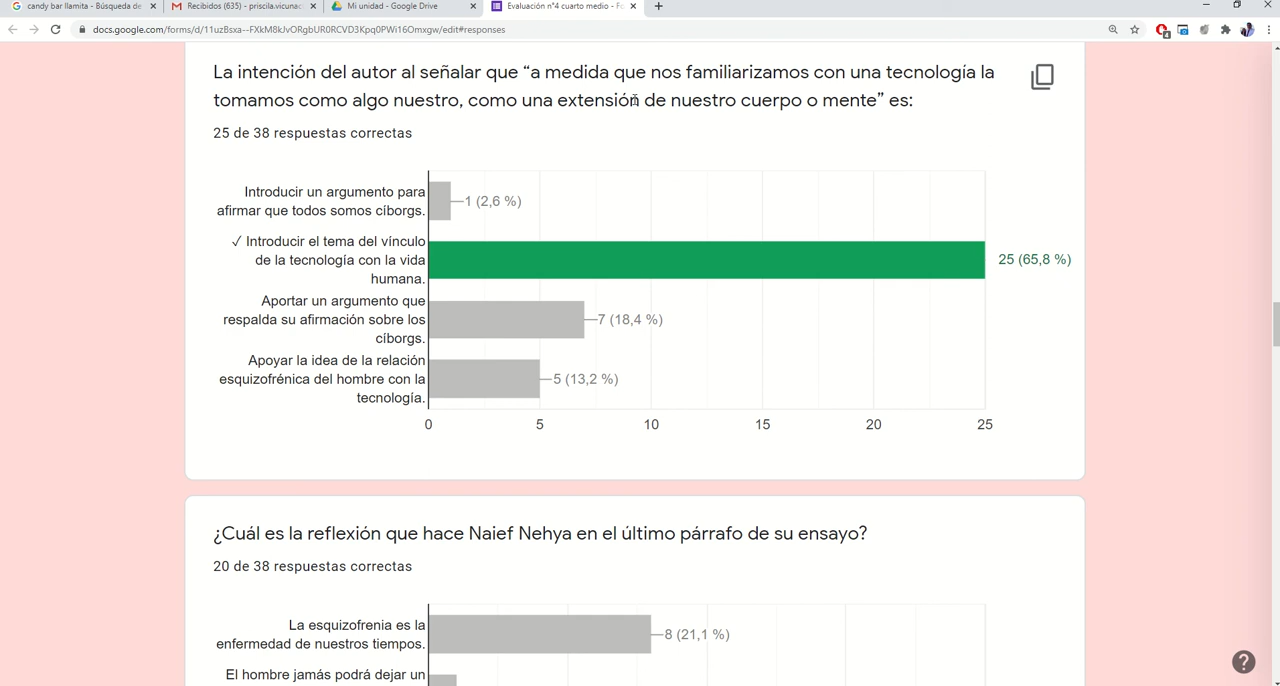 candy bar llamita - Búsqueda de
Recibidos (635) - priscila.vicunac
Mi unidad - Google Drive
Evaluación n°4 cuarto medio - Fo
docs.google.com/forms/d/11uzBsxa--FXkM8kJvORgbUR0RCVD3Kpq0PWi16Omxgw/edit#responses
La intención del autor al señalar que “a medida que nos familiarizamos con una tecnología la
tomamos como algo nuestro, como una extensión de nuestro cuerpo o mente” es:
25 de 38 respuestas correctas
Introducir un argumento para
afirmar que todos somos cíborgs.
1 (2,6 %)
✓ Introducir el tema del vínculo
de la tecnología con la vida
humana.
25 (65,8 %)
Aportar un argumento que
respalda su afirmación sobre los
cíborgs.
7 (18,4 %)
Apoyar la idea de la relación
esquizofrénica del hombre con la
tecnología.
5 (13,2 %)
0 5 10 15 20 25
¿Cuál es la reflexión que hace Naief Nehya en el último párrafo de su ensayo?
20 de 38 respuestas correctas
La esquizofrenia es la
enfermedad de nuestros tiempos.
8 (21,1 %)
El hombre jamás podrá dejar un